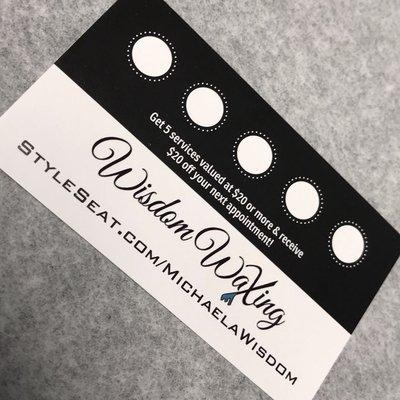 Get 5 services valued at $20 or more & receive
$20 off your next appointment!
Wisdom Waxing
StyleSeat.com/MichaelaWisdom